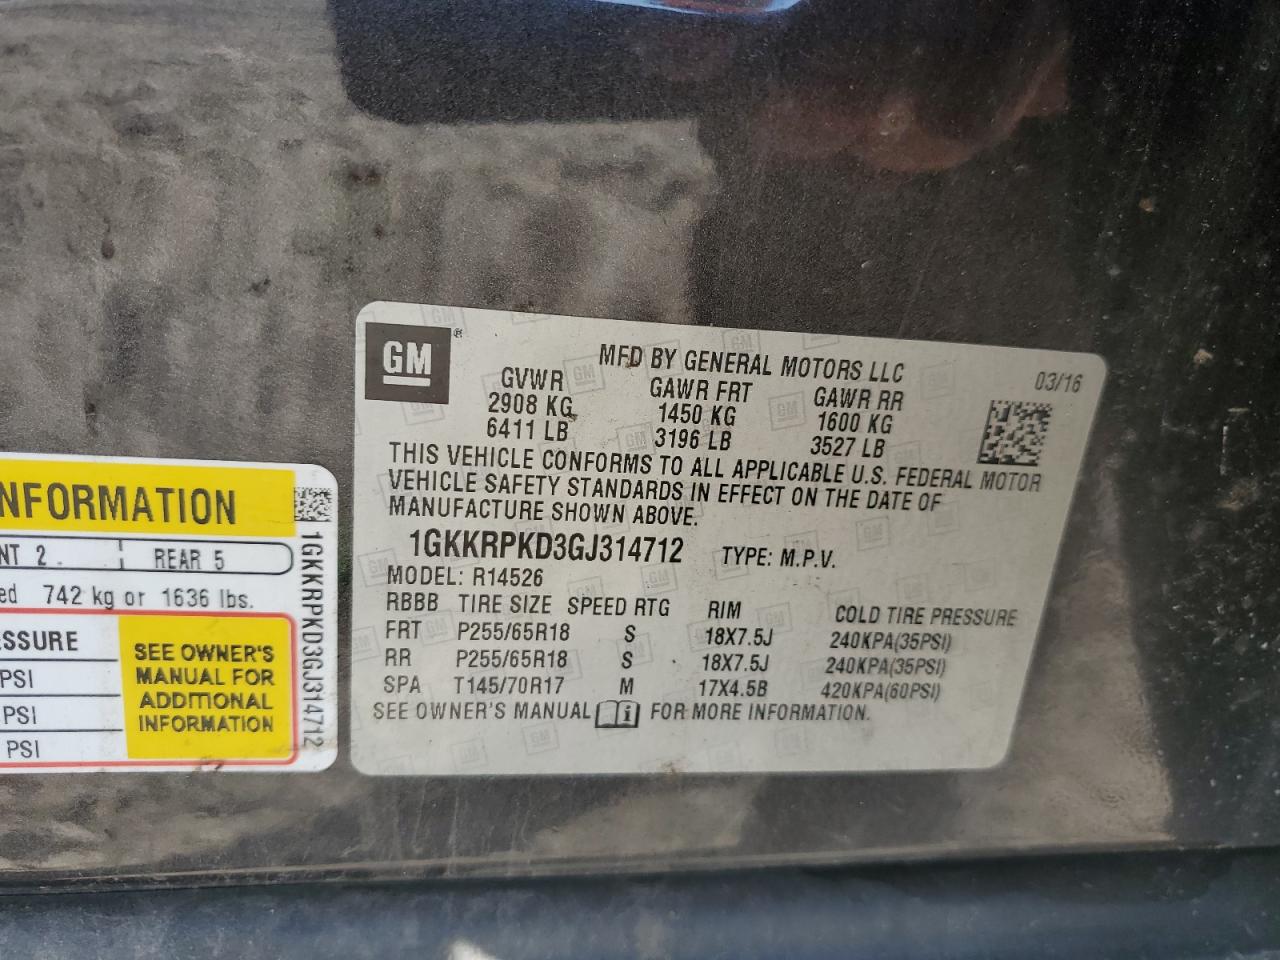 GM ®
MFD BY GENERAL MOTORS LLC
03/16
GVWR GAWR FRT GAWR RR
2908 KG 1450 KG 1600 KG
6411 LB 3196 LB 3527 LB
THIS VEHICLE CONFORMS TO ALL APPLICABLE U.S. FEDERAL MOTOR
VEHICLE SAFETY STANDARDS IN EFFECT ON THE DATE OF
MANUFACTURE SHOWN ABOVE.
1GKKRPKD3GJ314712 TYPE: M.P.V.
MODEL: R14526
RBBB TIRE SIZE SPEED RTG RIM COLD TIRE PRESSURE
FRT P255/65R18 S 18X7.5J 240KPA(35PSI)
RR P255/65R18 S 18X7.5J 240KPA(35PSI)
SPA T145/70R17 M 17X4.5B 420KPA(60PSI)
SEE OWNER'S MANUAL i FOR MORE INFORMATION.
NFORMATION
NT 2 REAR 5
ed 742 kg or 1636 lbs.
SSURE
PSI
PSI
PSI
SEE OWNER'S
MANUAL FOR
ADDITIONAL
INFORMATION
1GKKRPKD3GJ314712